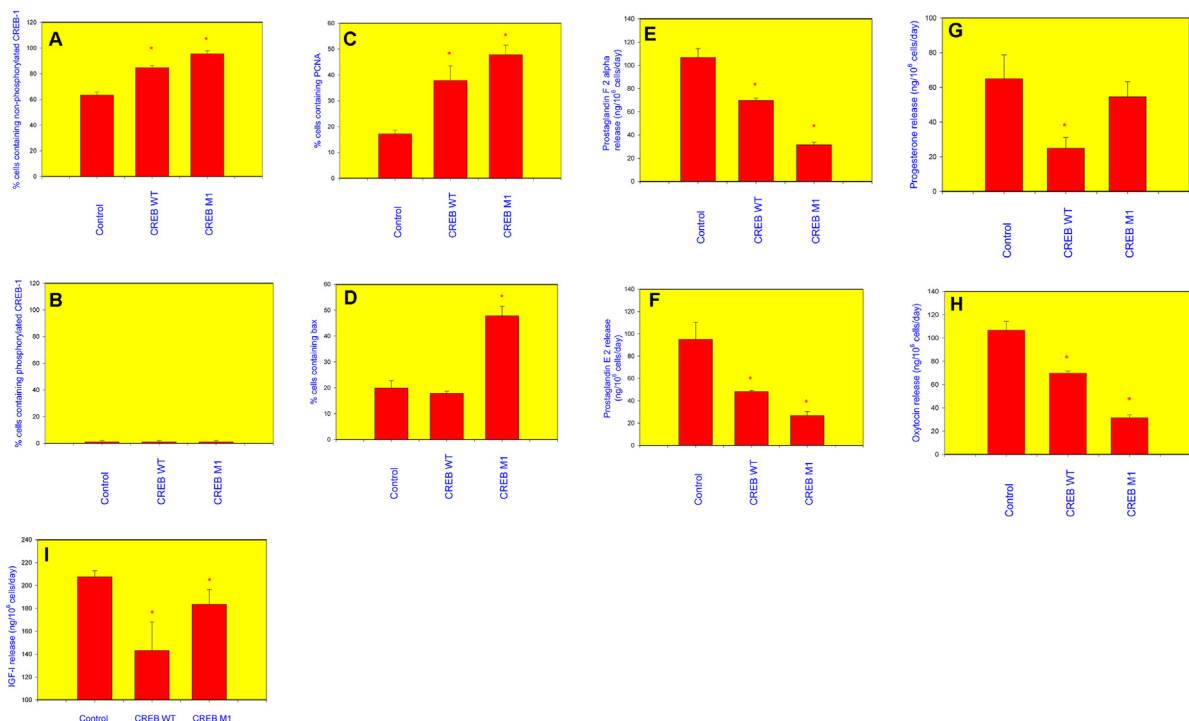 A
% cells containing non-phosphorylated CREB-1
120
100
80
60
40
20
0
*
*
Control
CREB WT
CREB M1
C
% cells containing PCNA
60
50
40
30
20
10
0
*
*
Control
CREB WT
CREB M1
E
Prostaglandin F 2 alpha
release (ng/10⁶ cells/day)
120
100
80
60
40
20
0
*
*
Control
CREB WT
CREB M1
G
Progesterone release (ng/10⁶ cells/day)
80
60
40
20
0
*
Control
CREB WT
CREB M1
B
% cells containing phosphorylated CREB-1
120
100
80
60
40
20
0
Control
CREB WT
CREB M1
D
% cells containing bax
60
50
40
30
20
10
0
*
Control
CREB WT
CREB M1
F
Prostaglandin E 2 release
(ng/10⁶ cells/day)
140
120
100
80
60
40
20
0
*
*
Control
CREB WT
CREB M1
H
Oxytocin release (ng/10⁶ cells/day)
140
120
100
80
60
40
20
0
*
*
Control
CREB WT
CREB M1
I
IGF-I release (ng/10⁶ cells/day)
240
220
200
180
160
140
120
100
*
*
Control
CREB WT
CREB M1